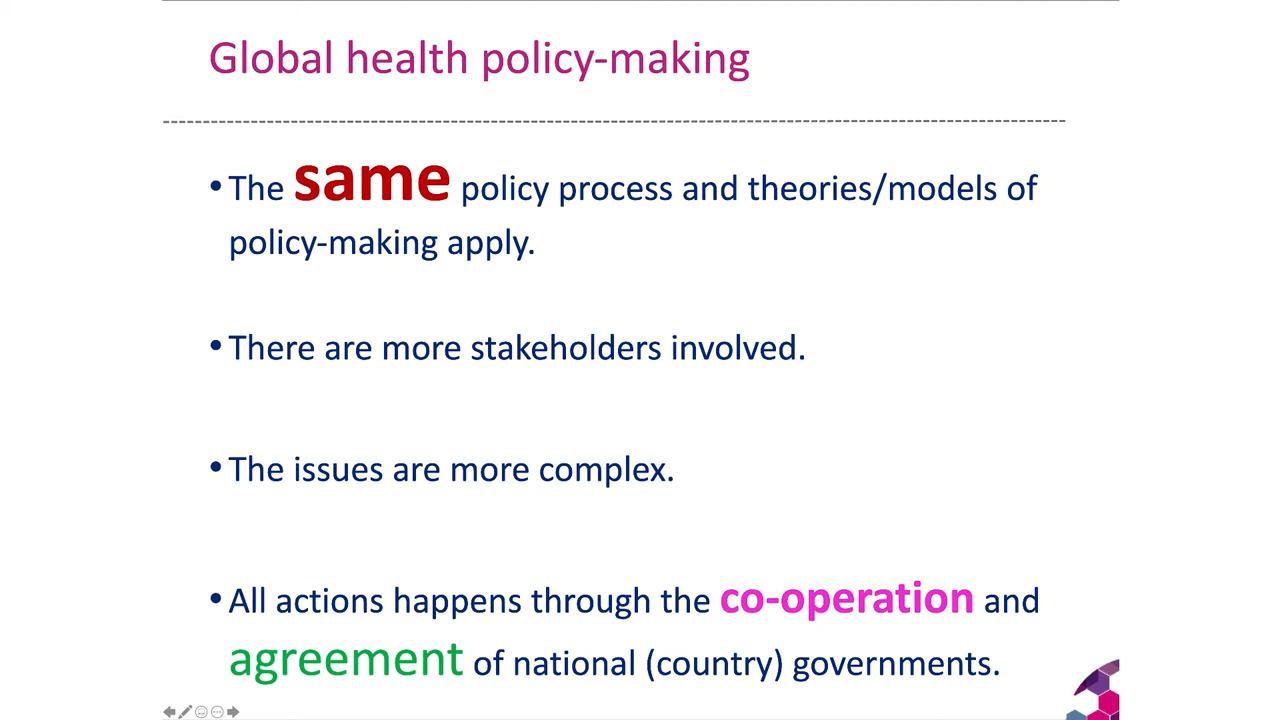 Global health policy-making
•The same policy process and theories/models of
policy-making apply.
•There are more stakeholders involved.
•The issues are more complex.
•All actions happens through the co-operation and
agreement of national (country) governments.